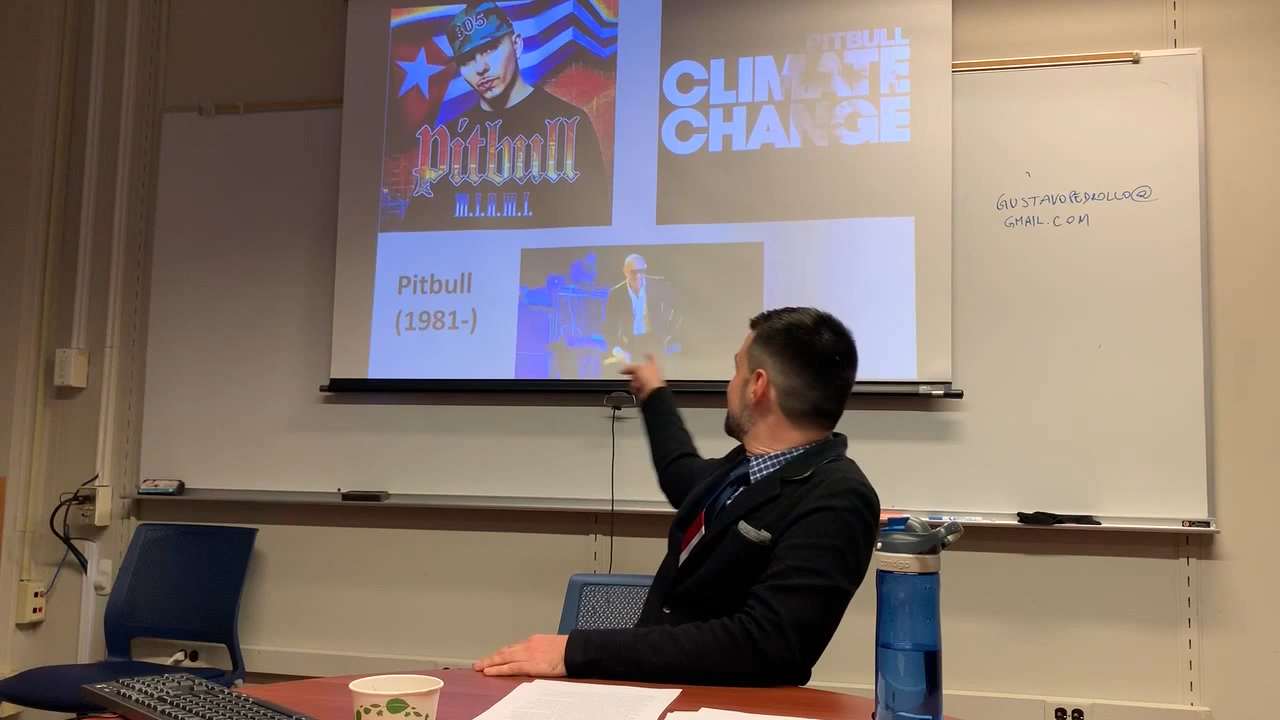 305
Pitbull
M.I.A.M.I.
PITBULL
CLIMATE
CHANGE
Pitbull
(1981-)
GUSTAVOPEDROLLO@
GMAIL.COM